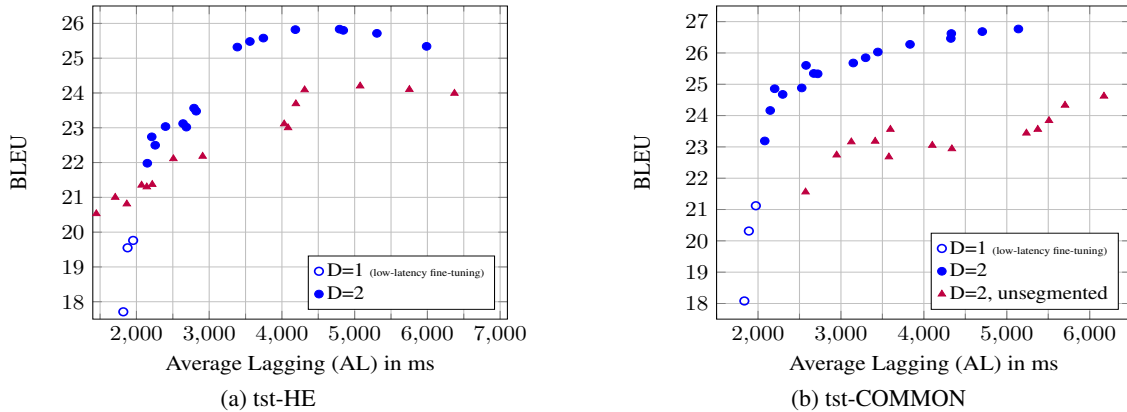 26
25
24
23
22
21
20
19
18
BLEU
2,000 3,000 4,000 5,000 6,000 7,000
Average Lagging (AL) in ms
D=1 (low-latency fine-tuning)
D=2
(a) tst-HE
27
26
25
24
23
22
21
20
19
18
BLEU
2,000 3,000 4,000 5,000 6,000
Average Lagging (AL) in ms
D=1 (low-latency fine-tuning)
D=2
D=2, unsegmented
(b) tst-COMMON